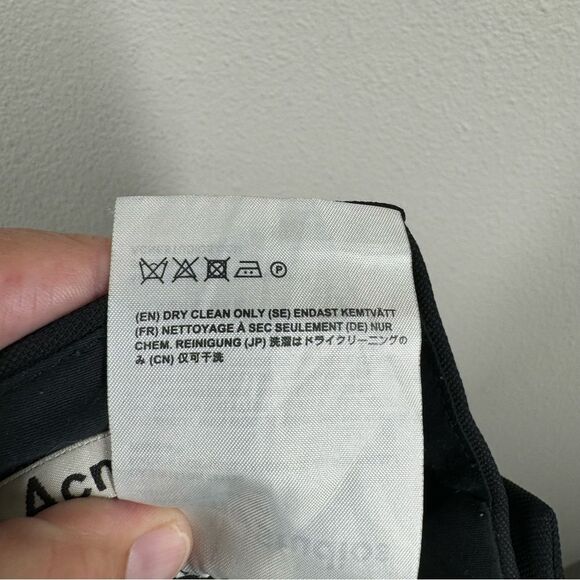 (EN) DRY CLEAN ONLY (SE) ENDAST KEMTVÄTT
(FR) NETTOYAGE À SEC SEULEMENT (DE) NUR
CHEM. REINIGUNG (JP) 洗濯はドライクリーニングの
み (CN) 仅可干洗
Acn